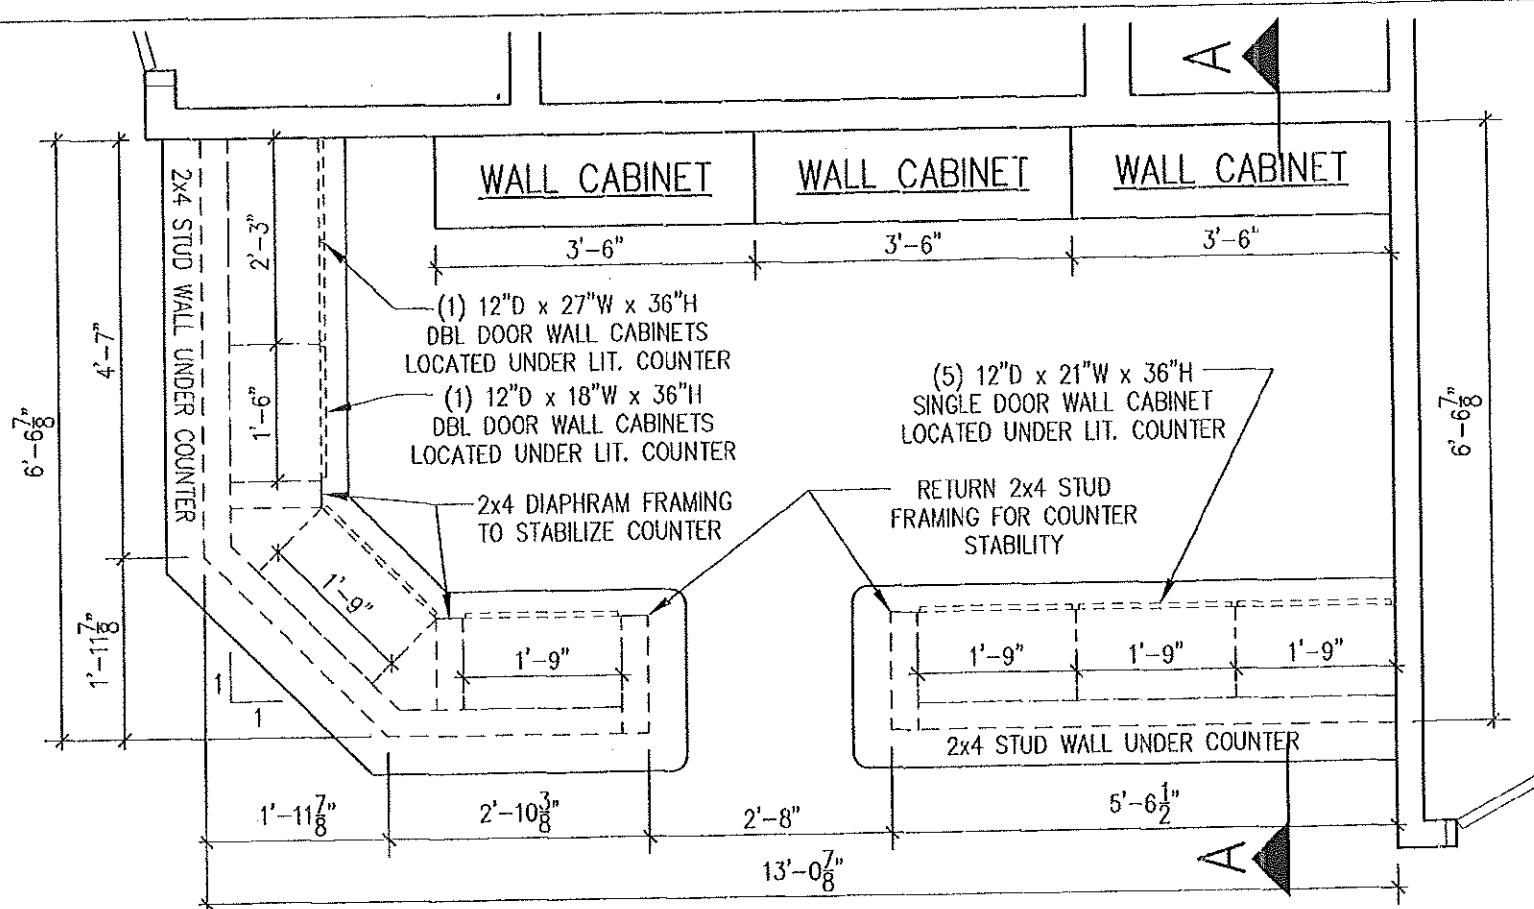 A
WALL CABINET
WALL CABINET
WALL CABINET
3'-6"
3'-6"
3'-6"
2x4 STUD WALL UNDER COUNTER
2'-3"
1'-6"
4'-7"
6'-6 7/8"
1'-11 7/8"
(1) 12"D x 27"W x 36"H
DBL DOOR WALL CABINETS
LOCATED UNDER LIT. COUNTER
(1) 12"D x 18"W x 36"H
DBL DOOR WALL CABINETS
LOCATED UNDER LIT. COUNTER
2x4 DIAPHRAM FRAMING
TO STABILIZE COUNTER
(5) 12"D x 21"W x 36"H
SINGLE DOOR WALL CABINET
LOCATED UNDER LIT. COUNTER
RETURN 2x4 STUD
FRAMING FOR COUNTER
STABILITY
6'-6 7/8"
1'-9"
1'-9"
1'-9"
1'-9"
1'-9"
1
1
2x4 STUD WALL UNDER COUNTER
1'-11 7/8"
2'-10 3/8"
2'-8"
5'-6 1/2"
13'-0 7/8"
A